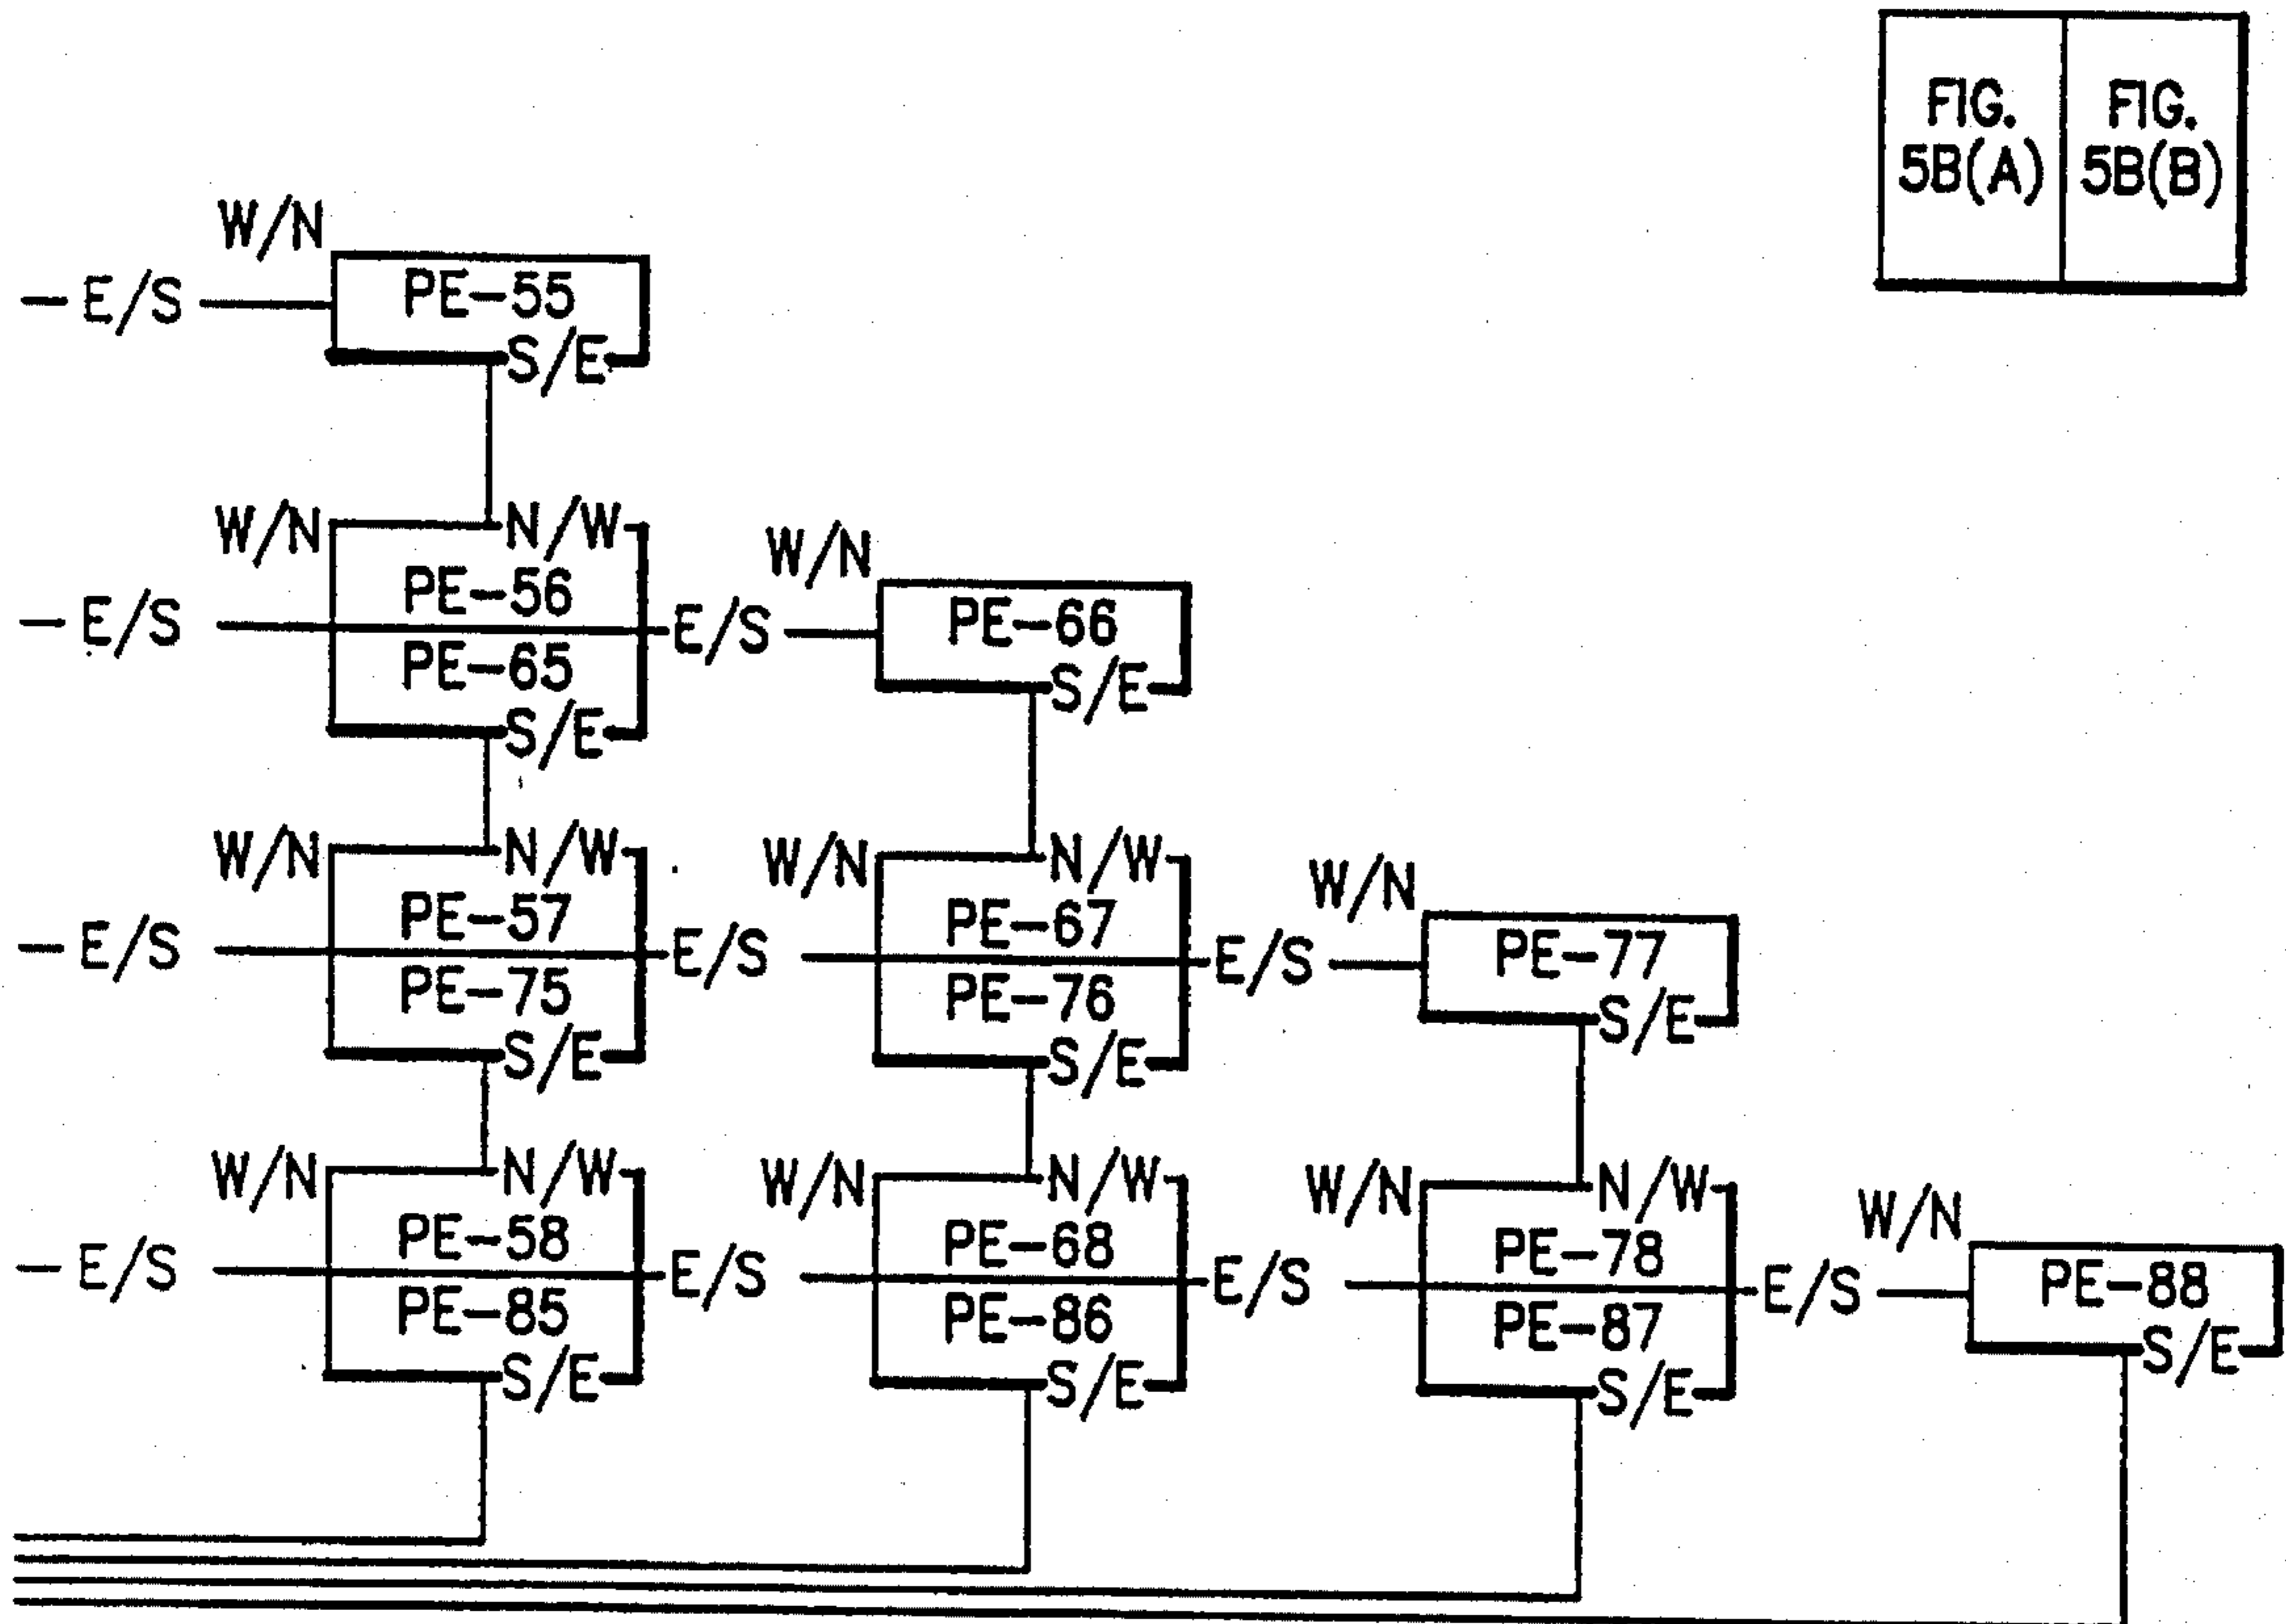 FIG. 5B(A)
FIG. 5B(B)
W/N
- E/S PE-55
S/E
W/N N/W W/N
PE-56
- E/S E/S PE-66
PE-65
S/E S/E
W/N N/W W/N N/W W/N
PE-57 PE-67
- E/S E/S E/S PE-77
PE-75 PE-76
S/E S/E S/E
W/N N/W W/N N/W W/N N/W W/N
PE-58 PE-68 PE-78
- E/S E/S E/S E/S PE-88
PE-85 PE-86 PE-87
S/E S/E S/E S/E